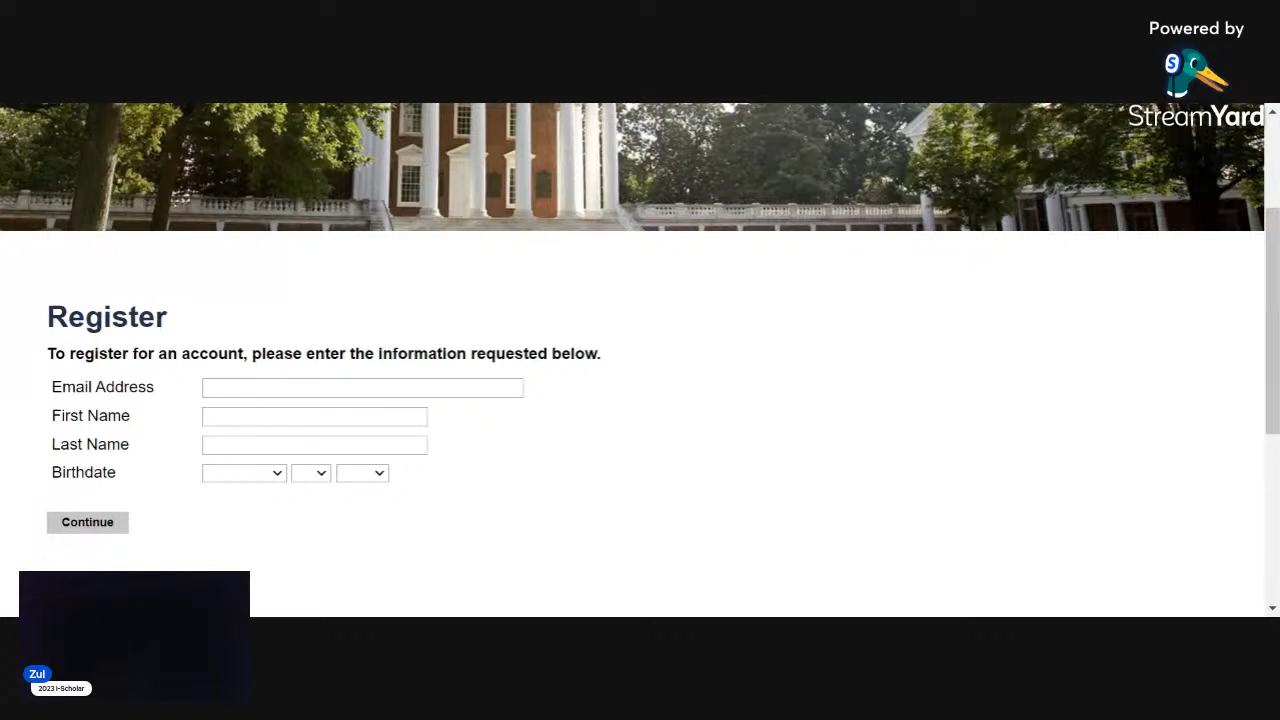 Powered by
StreamYard
Register
To register for an account, please enter the information requested below.
Email Address
First Name
Last Name
Birthdate
Continue
Zul
2023 I-Scholar